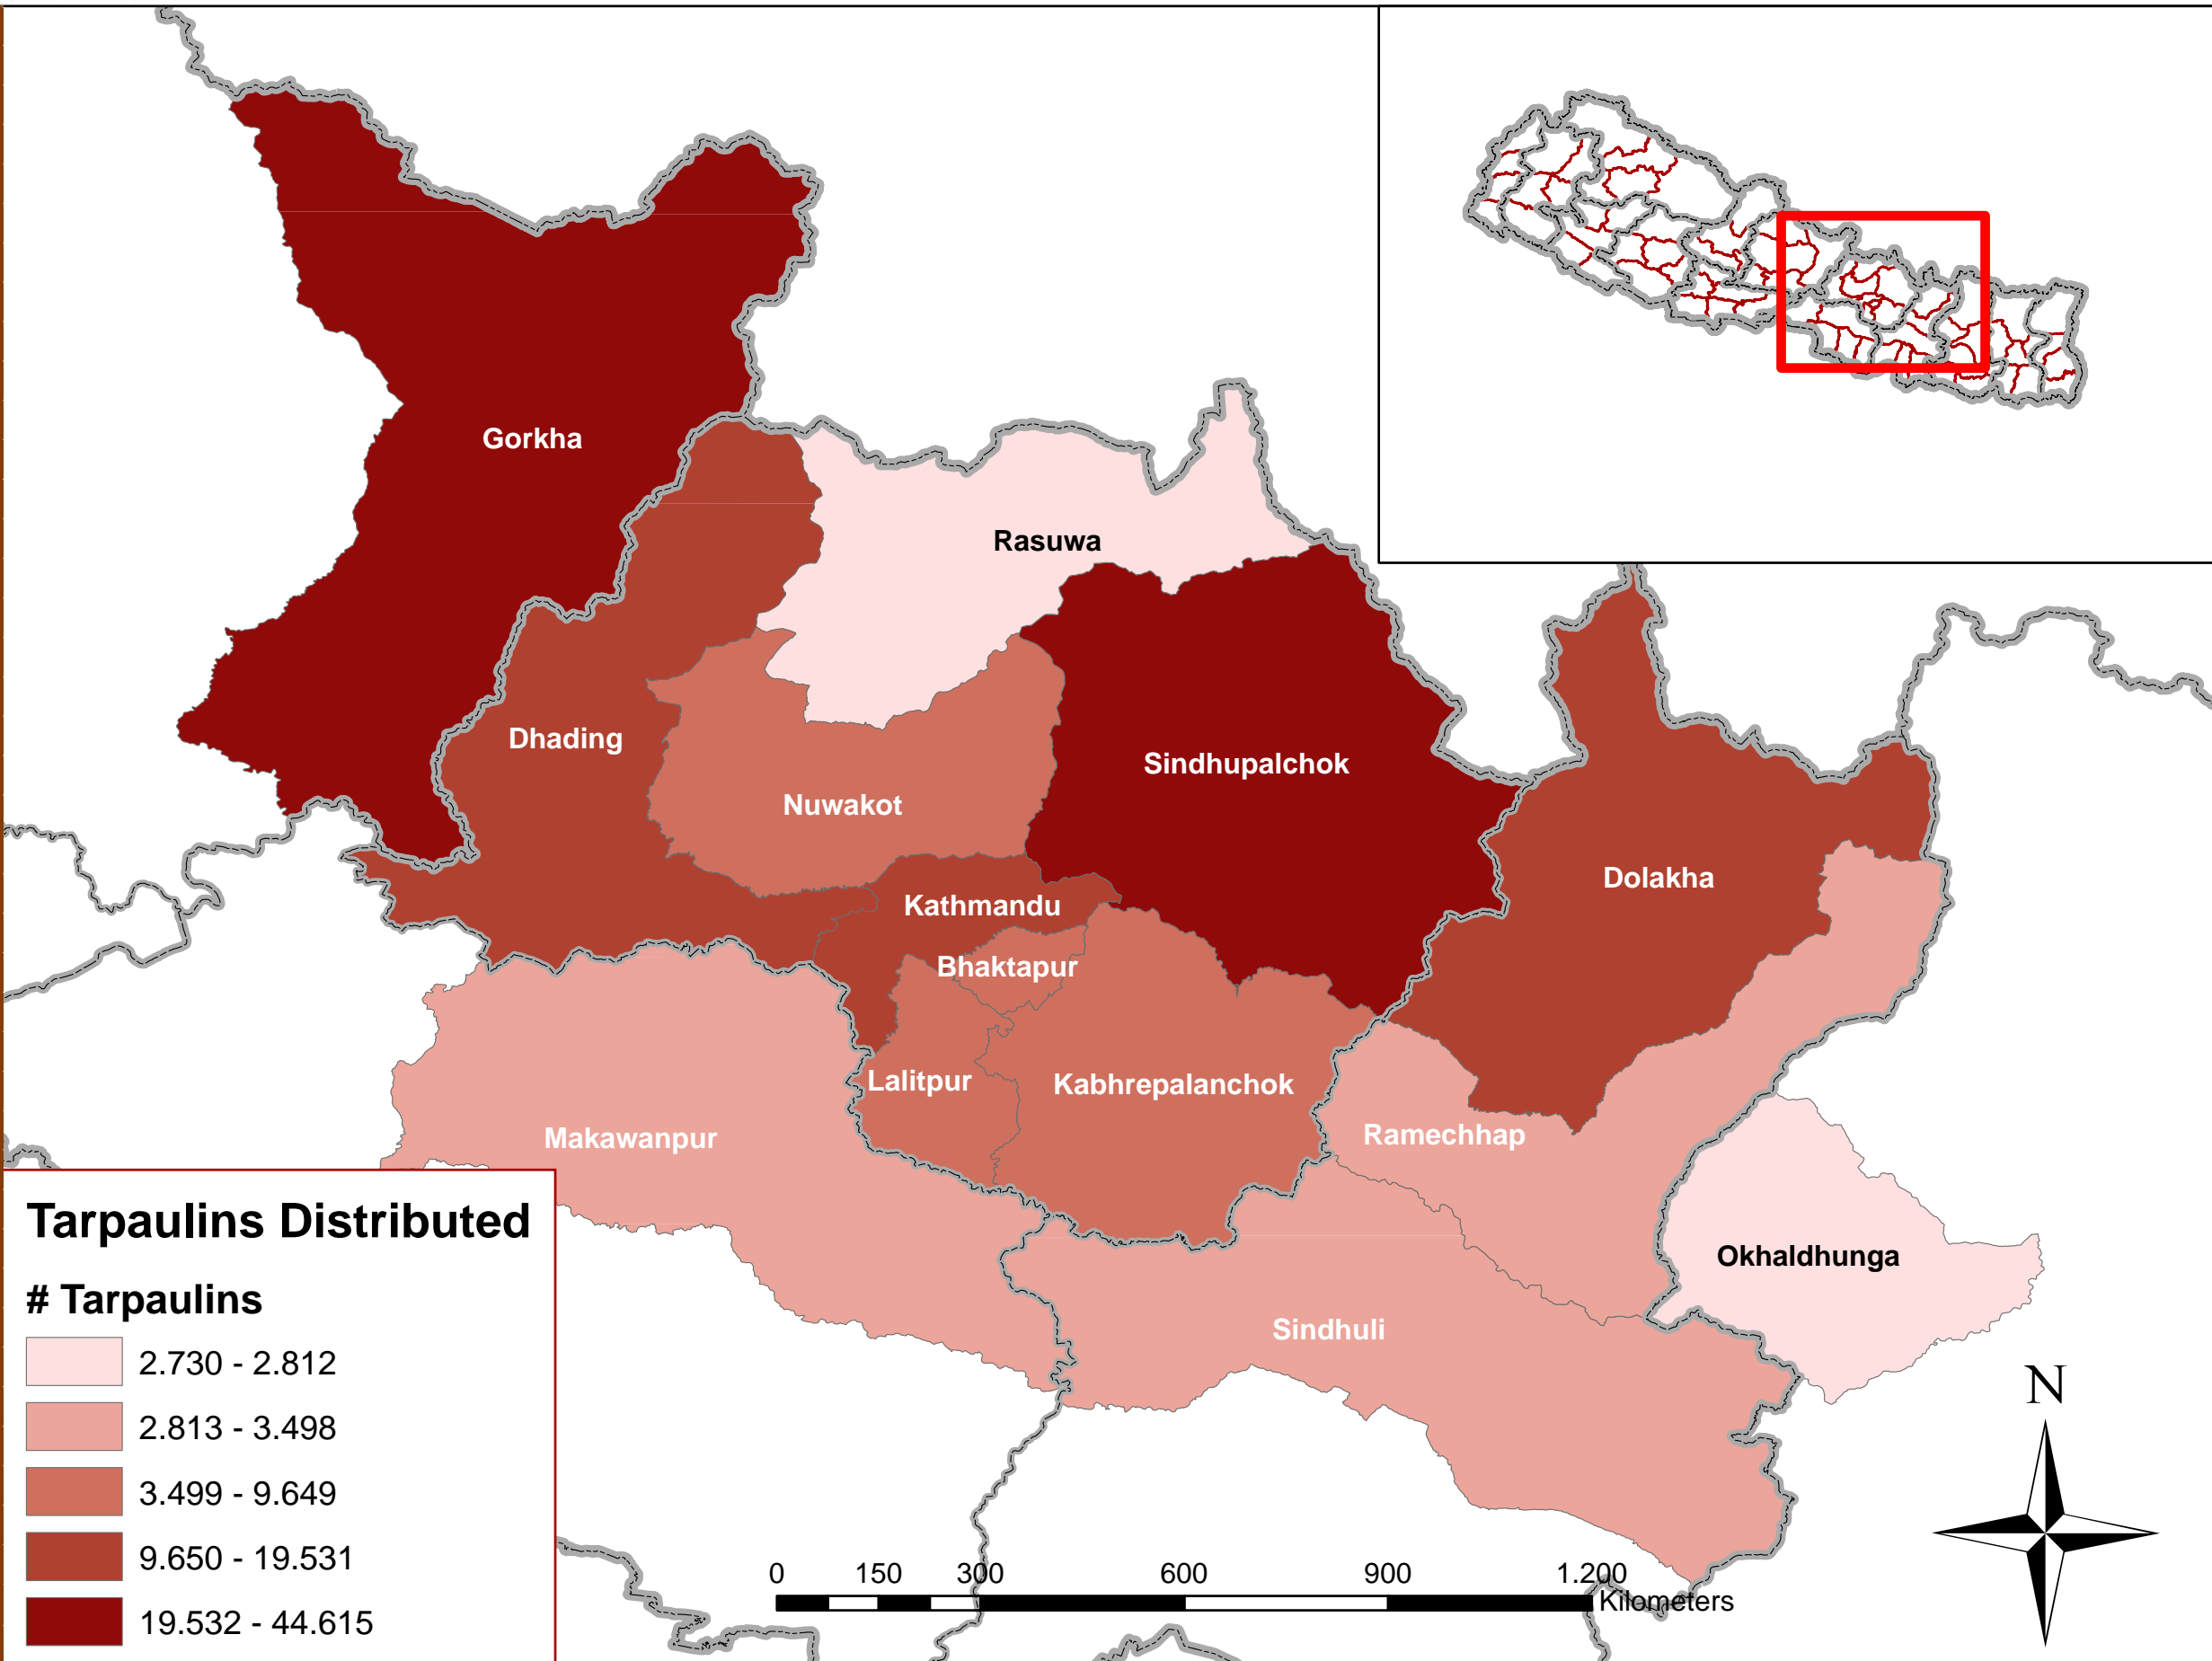 Gorkha
Rasuwa
Dhading
Sindhupalchok
Nuwakot
Dolakha
Kathmandu
Bhaktapur
Lalitpur
Kabhrepalanchok
Makawanpur
Ramechhap
Okhaldhunga
Sindhuli
Tarpaulins Distributed
# Tarpaulins
2.730 - 2.812
2.813 - 3.498
3.499 - 9.649
9.650 - 19.531
19.532 - 44.615
0 150 300 600 900 1.200
Kilometers
N